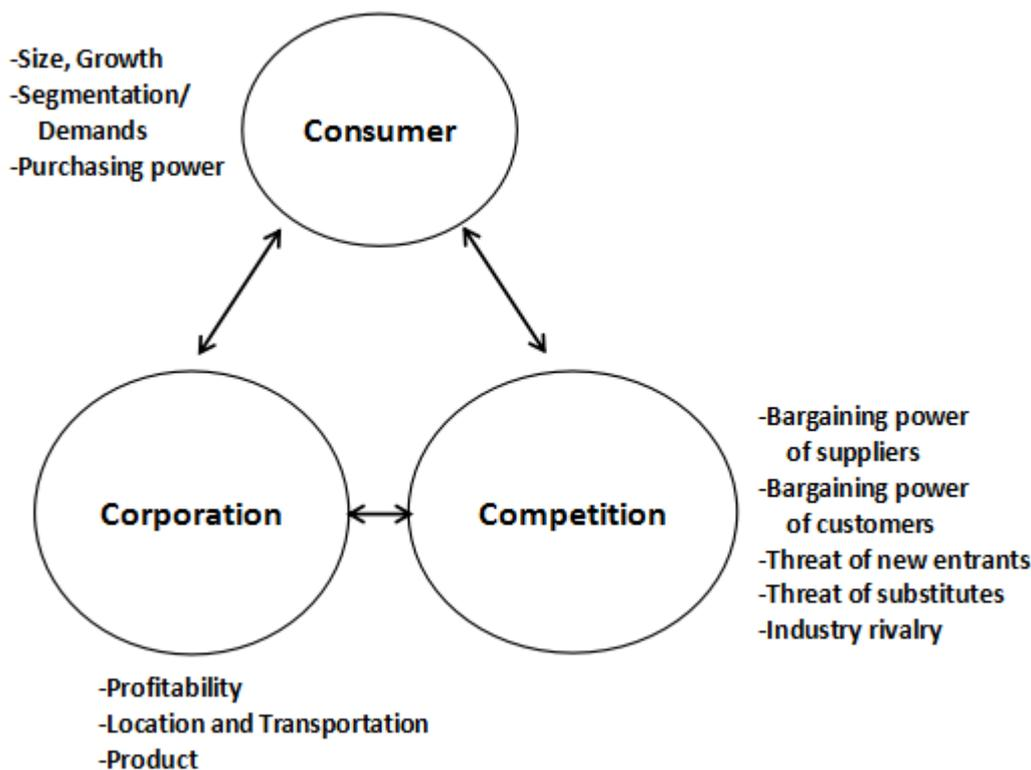 -Size, Growth
-Segmentation/
Demands
-Purchasing power
Consumer
Corporation
Competition
-Bargaining power
of suppliers
-Bargaining power
of customers
-Threat of new entrants
-Threat of substitutes
-Industry rivalry
-Profitability
-Location and Transportation
-Product